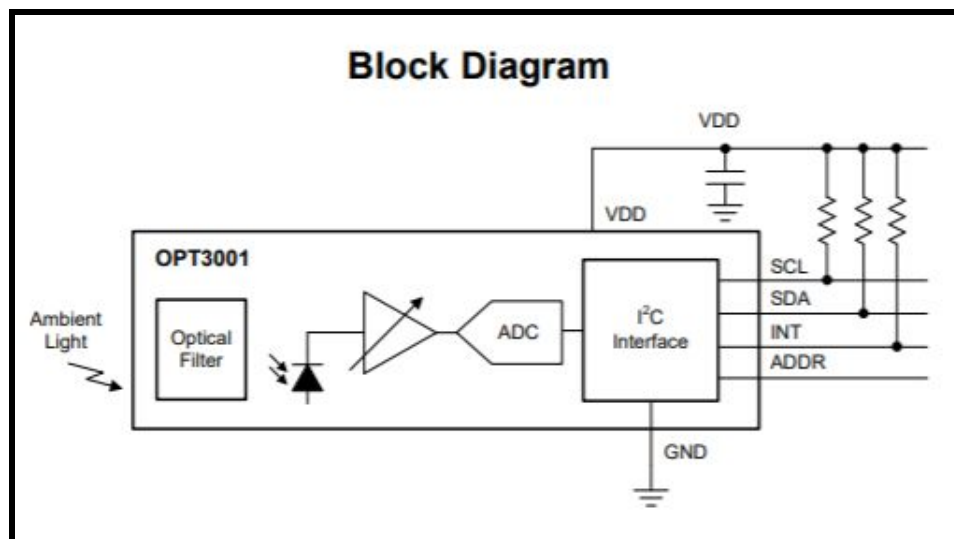 Block Diagram
VDD
VDD
OPT3001
SCL
SDA
INT
ADDR
Ambient
Light
Optical
Filter
ADC
I²C
Interface
GND